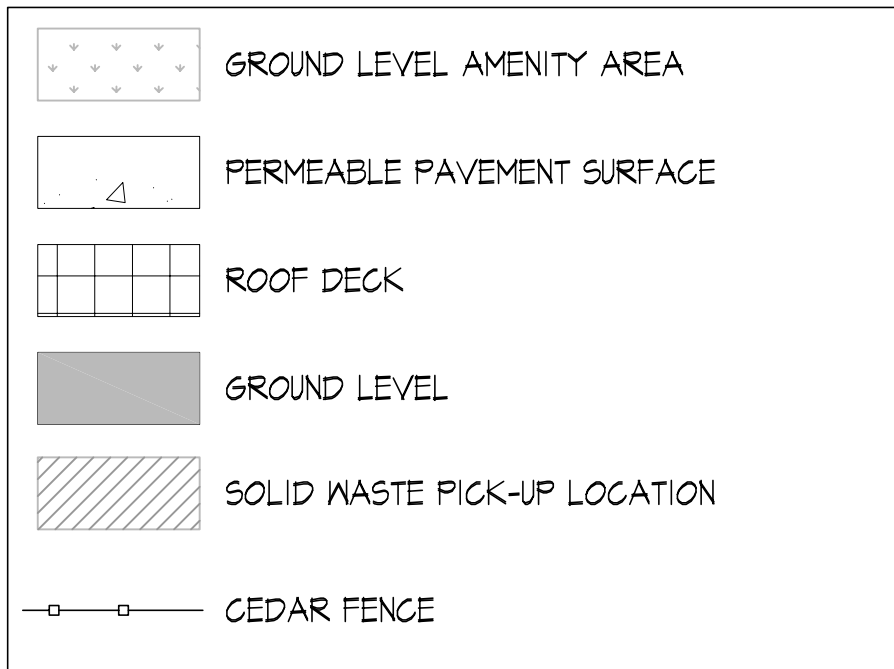 GROUND LEVEL AMENITY AREA
PERMEABLE PAVEMENT SURFACE
ROOF DECK
GROUND LEVEL
SOLID WASTE PICK-UP LOCATION
CEDAR FENCE